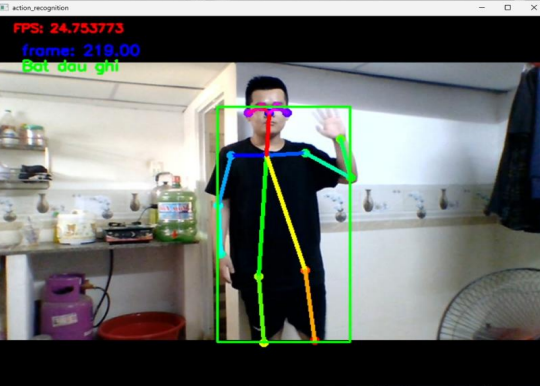 action_recognition
FPS: 24.753773
frame: 219.00
Bat dau ghi